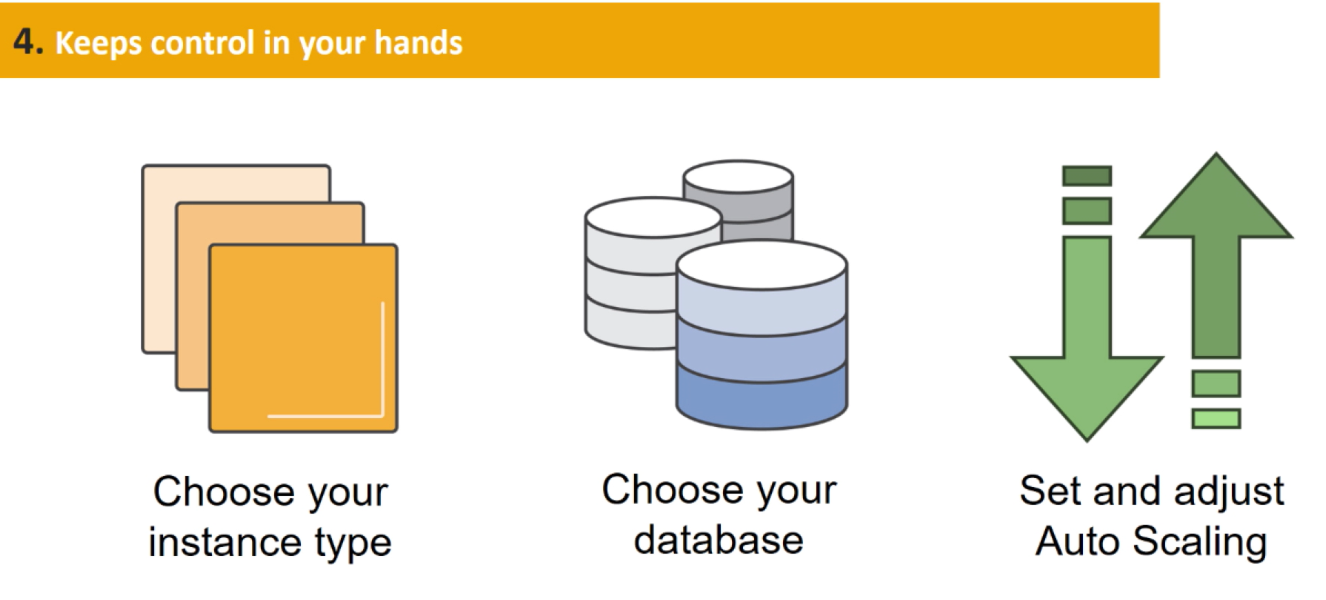 4. Keeps control in your hands
Choose your
instance type
Choose your
database
Set and adjust
Auto Scaling